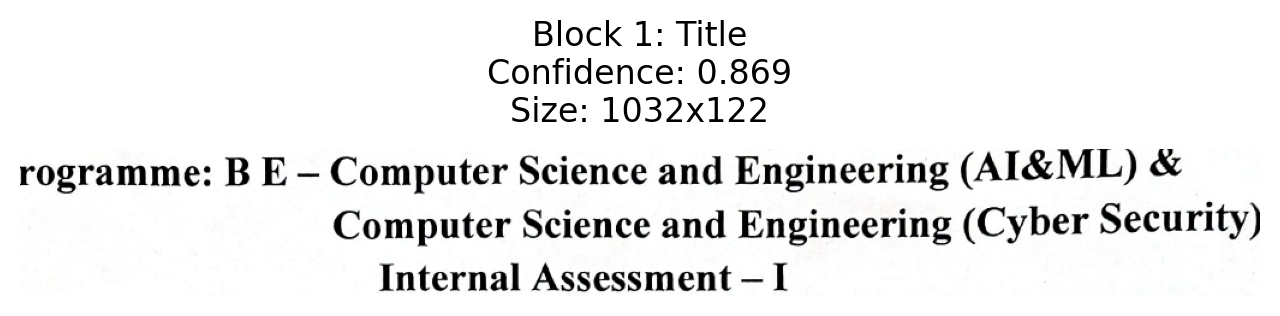 Block 1: Title
Confidence: 0.869
Size: 1032x122
rogramme: B E – Computer Science and Engineering (AI&ML) &
Computer Science and Engineering (Cyber Security)
Internal Assessment – I